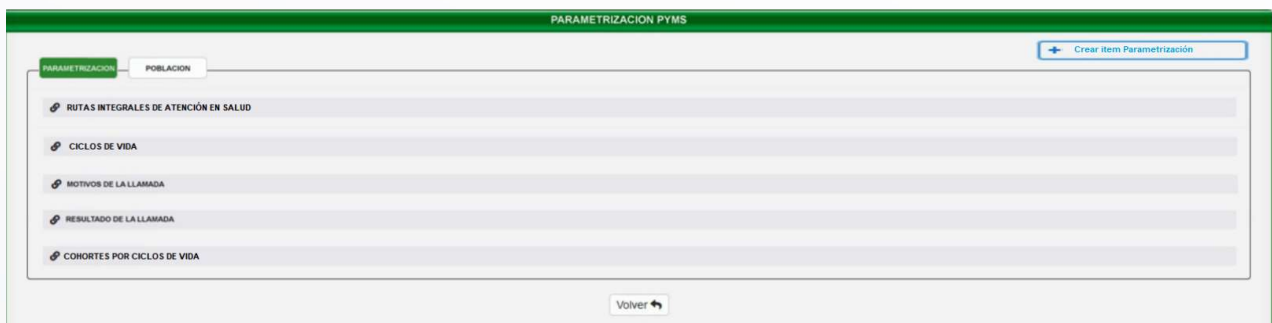 PARAMETRIZACION PYMS
Crear item Parametrización
PARAMETRIZACION POBLACION
RUTAS INTEGRALES DE ATENCIÓN EN SALUD
CICLOS DE VIDA
MOTIVOS DE LA LLAMADA
RESULTADO DE LA LLAMADA
COHORTES POR CICLOS DE VIDA
Volver